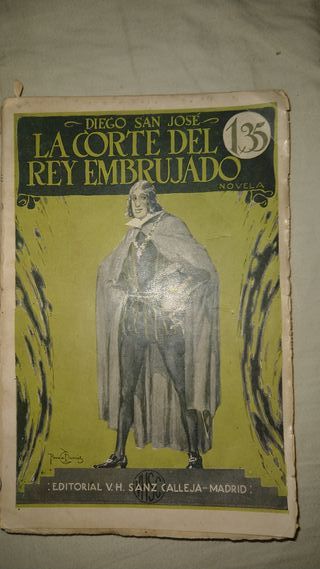 DIEGO SAN JOSÉ
LA CORTE DEL
REY EMBRUJADO
1,35
NOVELA
:EDITORIAL V. H. SANZ CALLEJA-MADRID: